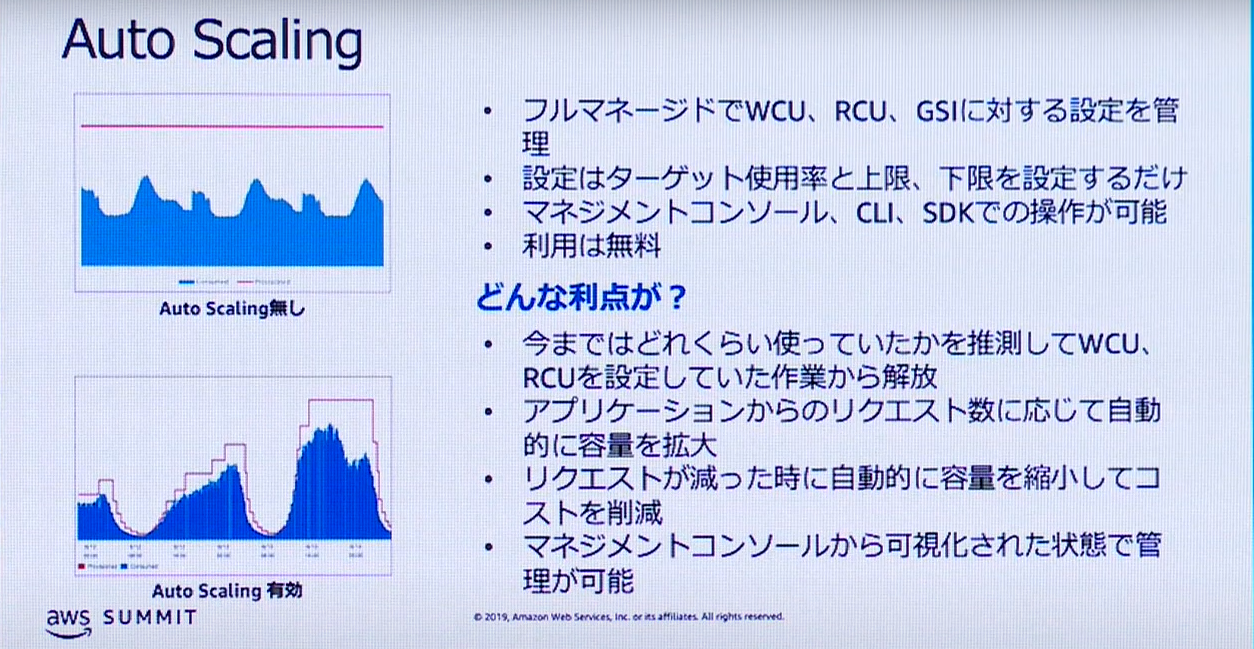 Auto Scaling
Consumed Provisioned
Auto Scaling無し
Provisioned Consumed
Auto Scaling 有効
• フルマネージドでWCU、RCU、GSIに対する設定を管
理
• 設定はターゲット使用率と上限、下限を設定するだけ
• マネジメントコンソール、CLI、SDKでの操作が可能
• 利用は無料
どんな利点が？
• 今まではどれくらい使っていたかを推測してWCU、
RCUを設定していた作業から解放
• アプリケーションからのリクエスト数に応じて自動
的に容量を拡大
• リクエストが減った時に自動的に容量を縮小してコ
ストを削減
• マネジメントコンソールから可視化された状態で管
理が可能
aws SUMMIT
© 2019, Amazon Web Services, Inc. or its affiliates. All rights reserved.